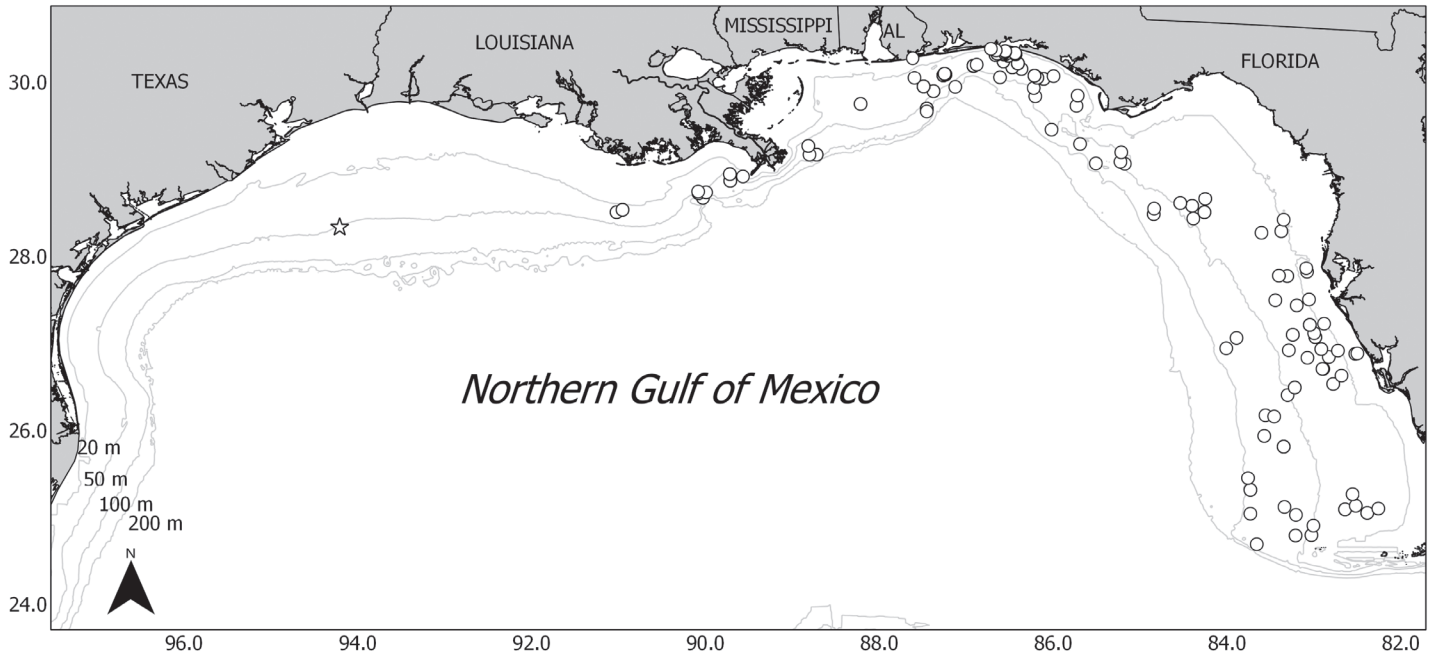 MISSISSIPPI
AL
LOUISIANA
FLORIDA
TEXAS
30.0
28.0
26.0
24.0
Northern Gulf of Mexico
20 m
50 m
100 m
200 m
N
96.0 94.0 92.0 90.0 88.0 86.0 84.0 82.0